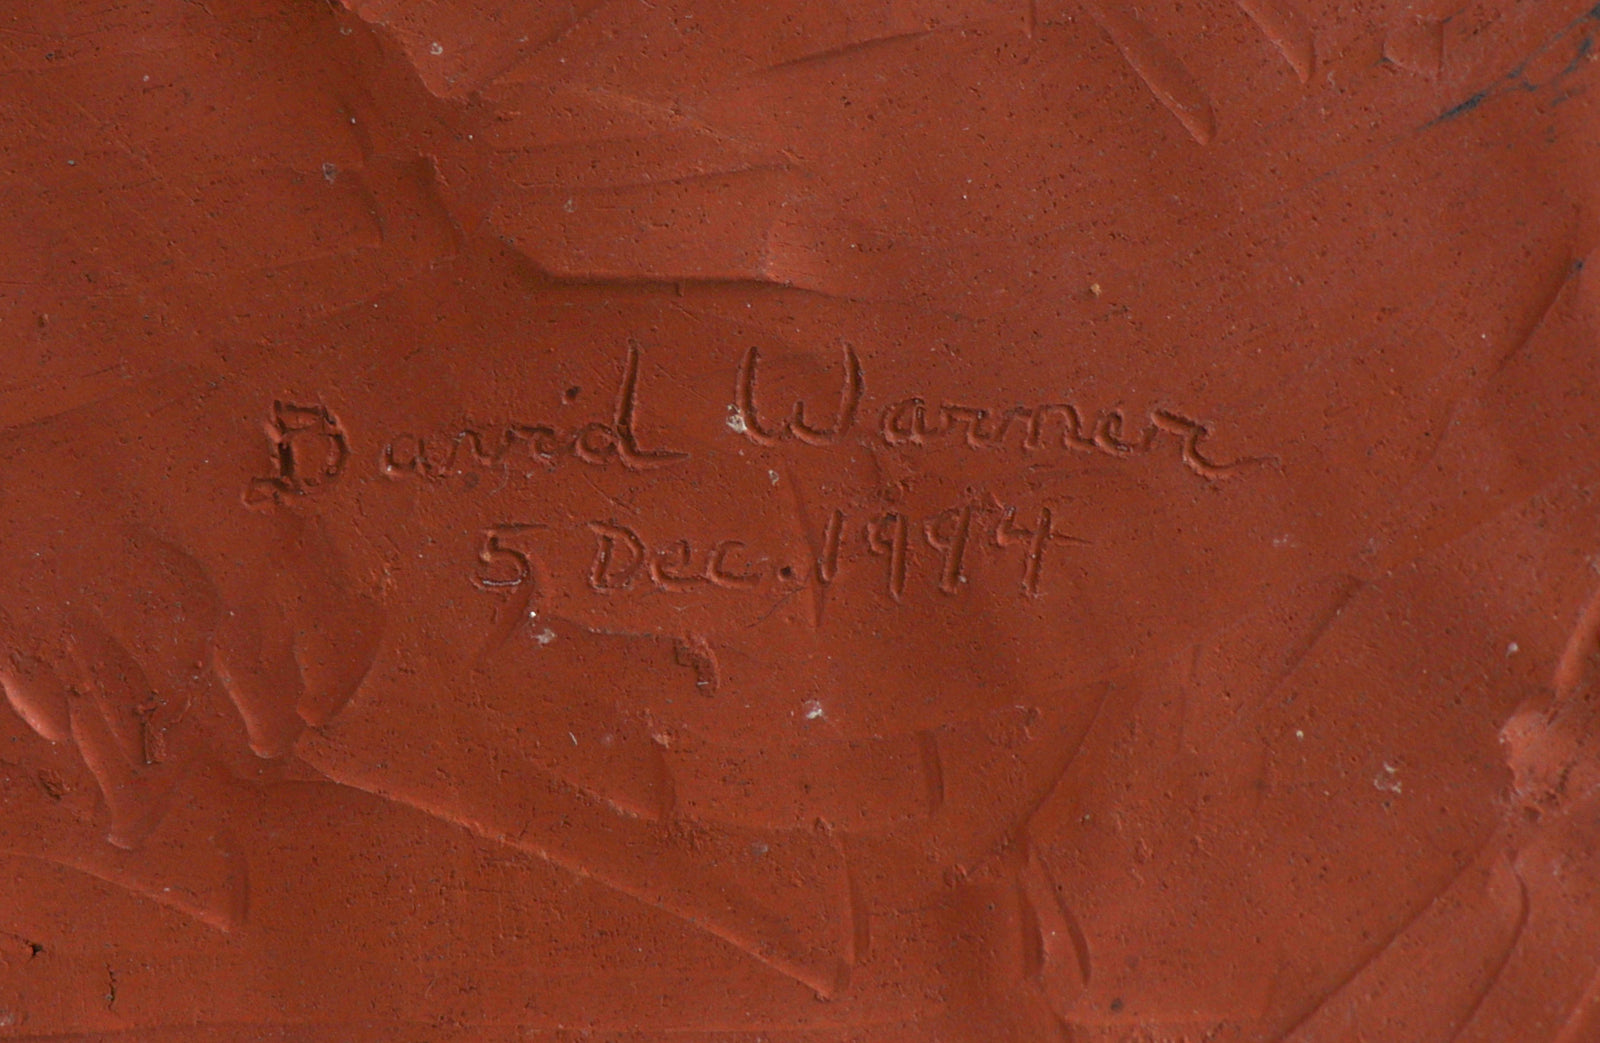 David Warner
5 Dec. 1994